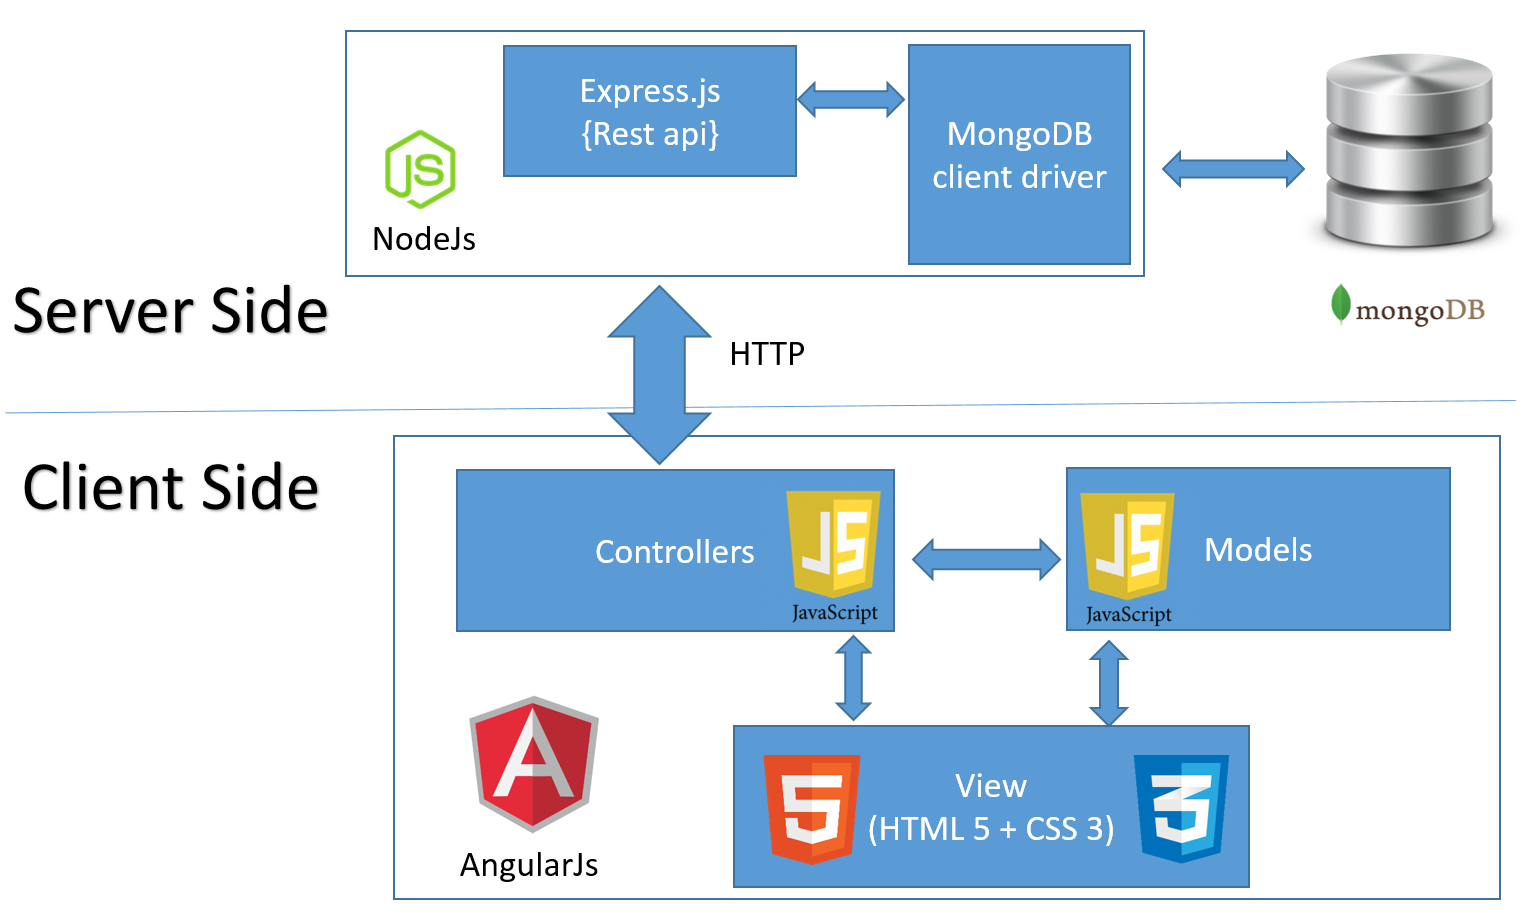 Express.js
{Rest api}
MongoDB
client driver
JS
NodeJs
mongoDB
Server Side
HTTP
Client Side
Controllers
JS
JavaScript
JS
JavaScript
Models
A
AngularJs
5
View
(HTML 5 + CSS 3)
3